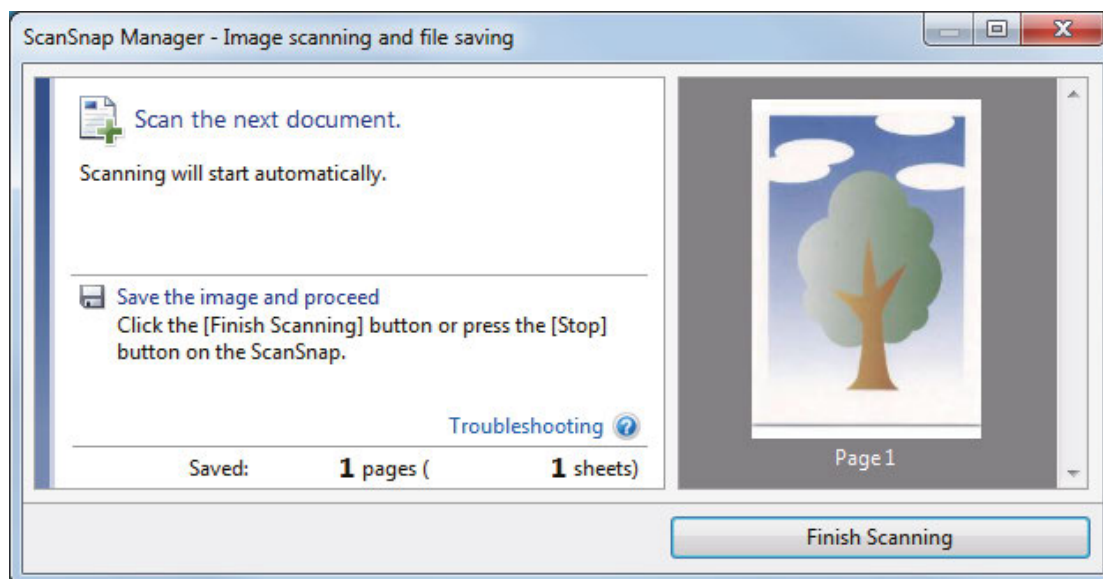 ScanSnap Manager - Image scanning and file saving
Scan the next document.
Scanning will start automatically.
Save the image and proceed
Click the [Finish Scanning] button or press the [Stop]
button on the ScanSnap.
Troubleshooting
Saved: 1 pages ( 1 sheets)
Page 1
Finish Scanning